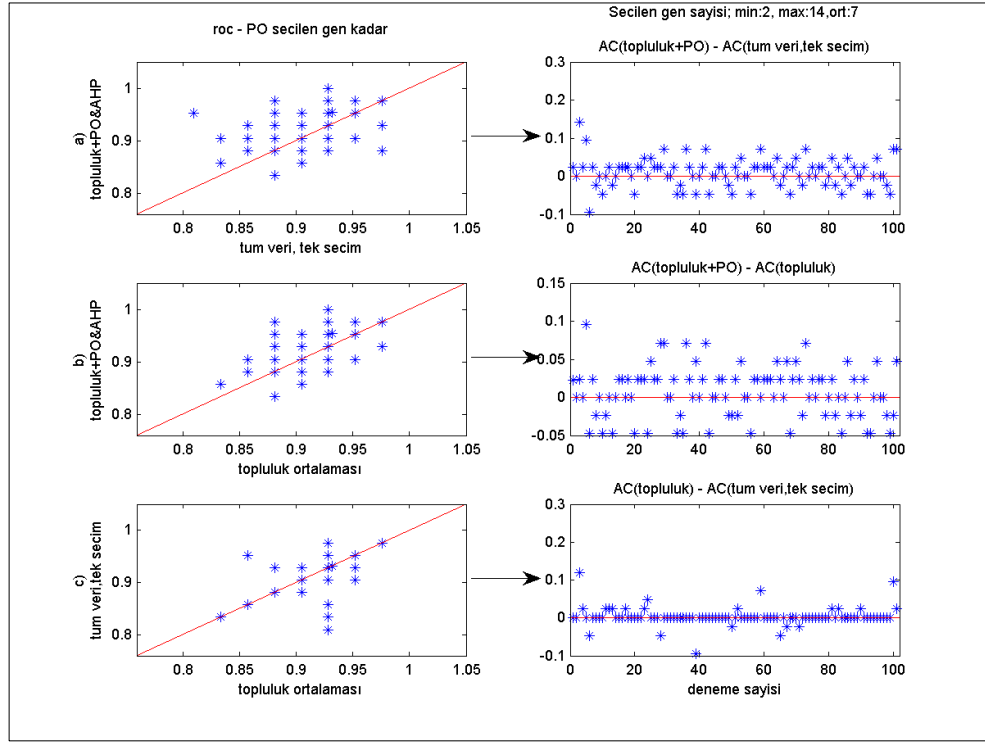 roc - PO secilen gen kadar
Secilen gen sayisi; min:2, max:14,ort:7
a)
topluluk+PO&AHP
1
0.9
0.8
0.8 0.85 0.9 0.95 1 1.05
tum veri, tek secim
AC(topluluk+PO) - AC(tum veri,tek secim)
0.3
0.2
0.1
0
-0.1
0 20 40 60 80 100
b)
topluluk+PO&AHP
1
0.9
0.8
0.8 0.85 0.9 0.95 1 1.05
topluluk ortalaması
AC(topluluk+PO) - AC(topluluk)
0.15
0.1
0.05
0
-0.05
0 20 40 60 80 100
c)
tum veri,tek secim
1
0.9
0.8
0.8 0.85 0.9 0.95 1 1.05
topluluk ortalaması
AC(topluluk) - AC(tum veri,tek secim)
0.3
0.2
0.1
0
-0.1
0 20 40 60 80 100
deneme sayisi